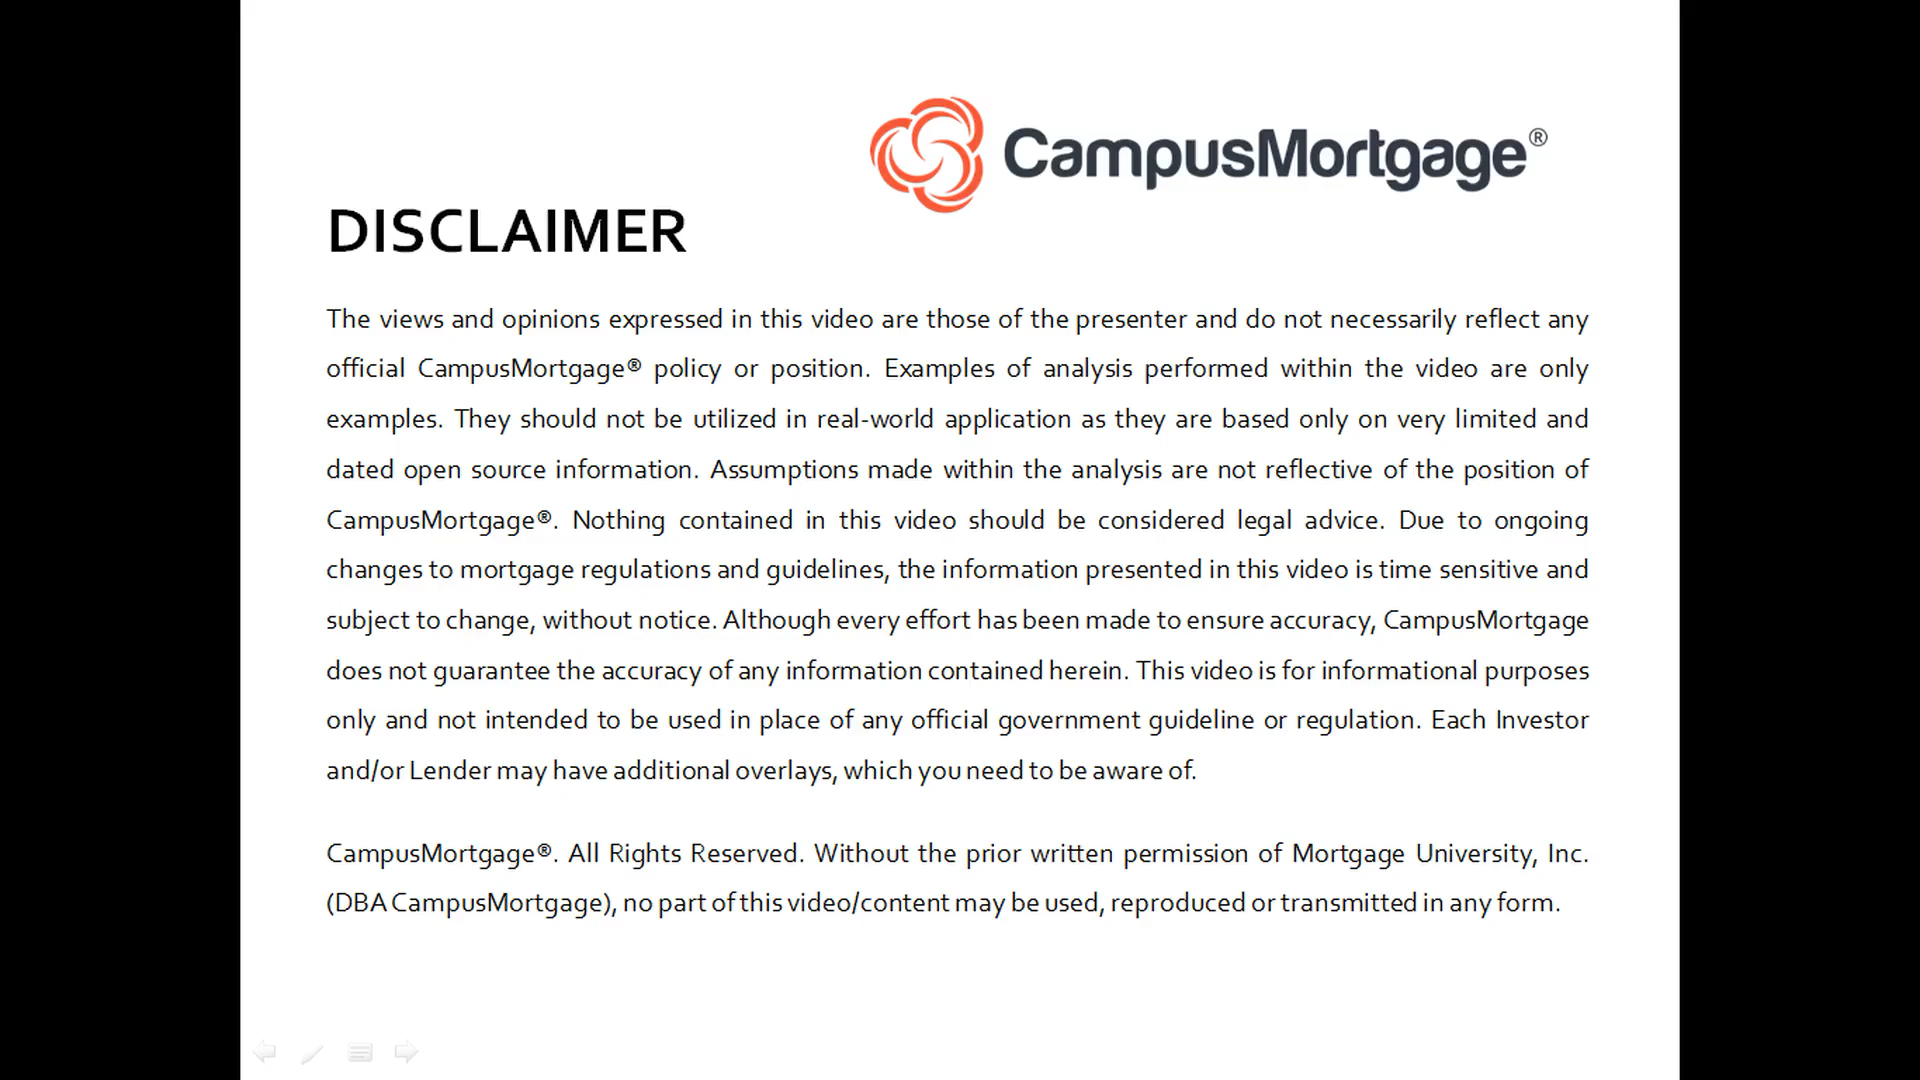 CampusMortgage®
DISCLAIMER
The views and opinions expressed in this video are those of the presenter and do not necessarily reflect any
official CampusMortgage® policy or position. Examples of analysis performed within the video are only
examples. They should not be utilized in real-world application as they are based only on very limited and
dated open source information. Assumptions made within the analysis are not reflective of the position of
CampusMortgage®. Nothing contained in this video should be considered legal advice. Due to ongoing
changes to mortgage regulations and guidelines, the information presented in this video is time sensitive and
subject to change, without notice. Although every effort has been made to ensure accuracy, CampusMortgage
does not guarantee the accuracy of any information contained herein. This video is for informational purposes
only and not intended to be used in place of any official government guideline or regulation. Each Investor
and/or Lender may have additional overlays, which you need to be aware of.
CampusMortgage®. All Rights Reserved. Without the prior written permission of Mortgage University, Inc.
(DBA CampusMortgage), no part of this video/content may be used, reproduced or transmitted in any form.